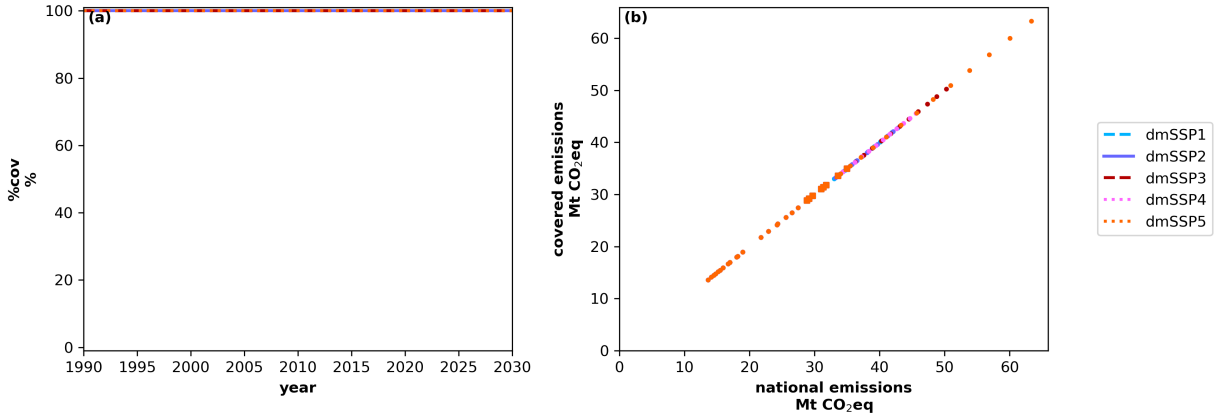 (a)
100
80
60
40
20
0
%cov
%
1990 1995 2000 2005 2010 2015 2020 2025 2030
year
(b)
60
50
40
30
20
10
0
covered emissions
Mt CO₂eq
0 10 20 30 40 50 60
national emissions
Mt CO₂eq
dmSSP1
dmSSP2
dmSSP3
dmSSP4
dmSSP5